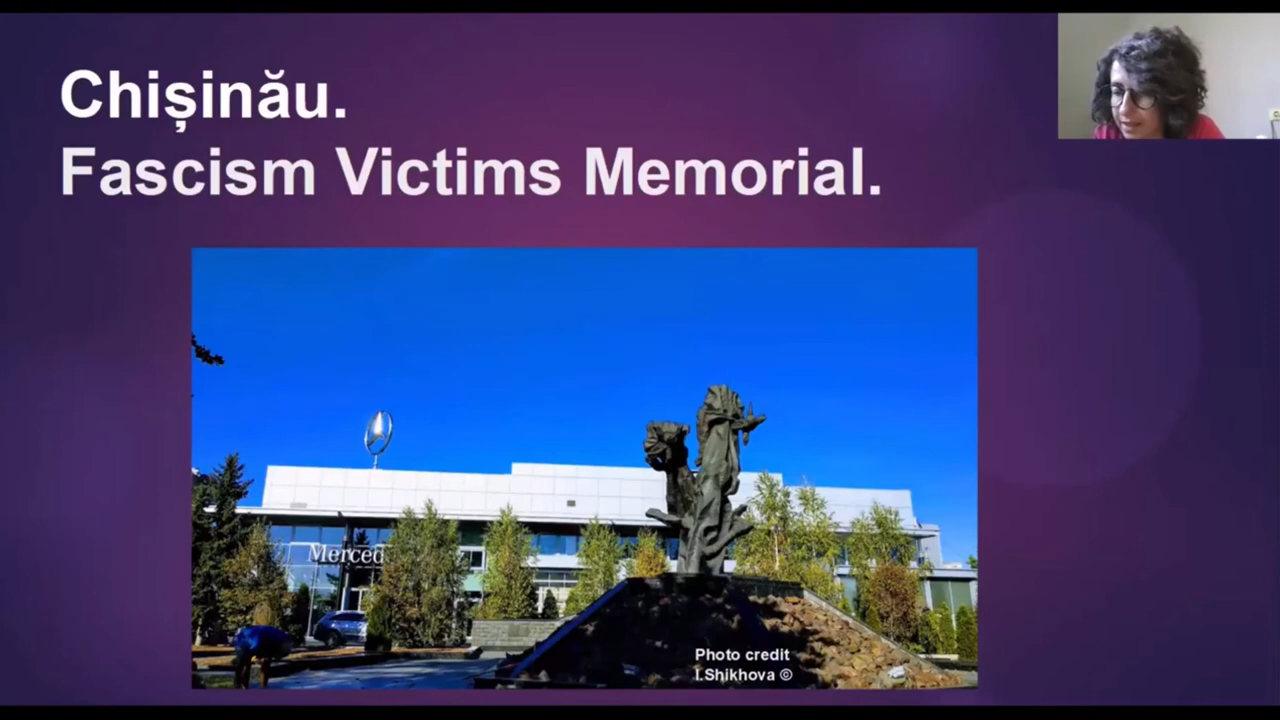 Chișinău.
Fascism Victims Memorial.
Merced
Photo credit
I.Shikhova ©